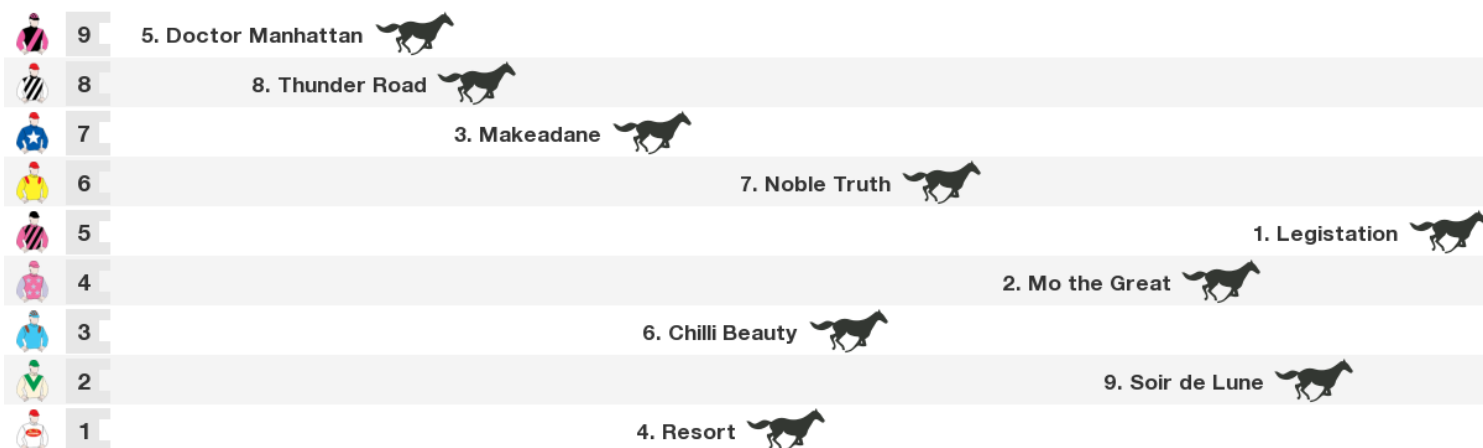 9 5. Doctor Manhattan
8 8. Thunder Road
7 3. Makeadane
6 7. Noble Truth
5 1. Legistation
4 2. Mo the Great
3 6. Chilli Beauty
2 9. Soir de Lune
1 4. Resort